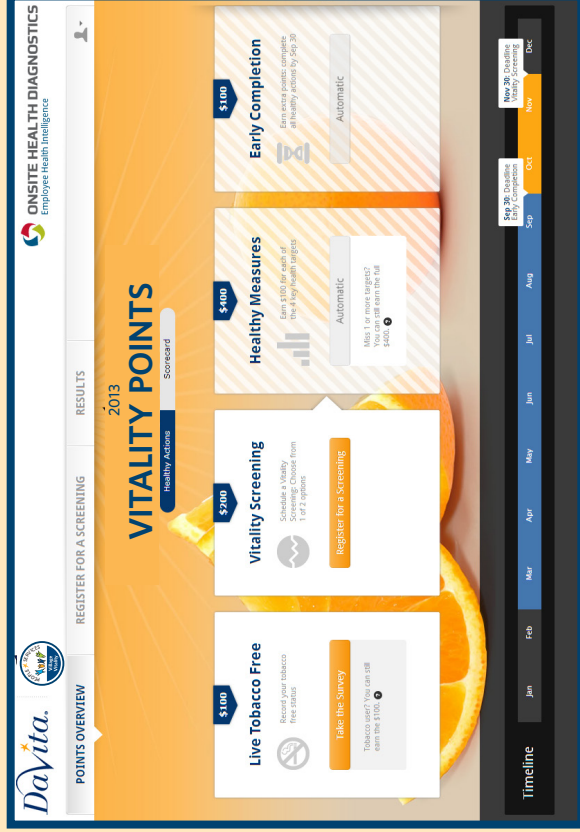 DaVita.
Village
Vitality
ONSITE HEALTH DIAGNOSTICS
Employee Health Intelligence
POINTS OVERVIEW
REGISTER FOR A SCREENING
RESULTS
2013
VITALITY POINTS
Healthy Actions
Scorecard
$100
Live Tobacco Free
Record your tobacco
free status
Take the Survey
Tobacco user? You can still
earn the $100. ?
$200
Vitality Screening
Schedule a Vitality
Screening: Choose from
1 of 2 options
Register for a Screening
$400
Healthy Measures
Earn $100 for each of
the 4 key health targets
Automatic
Miss 1 or more targets?
You can still earn the full
$400. ?
$100
Early Completion
Earn extra points: complete
all healthy actions by Sep 30
Automatic
Sep 30: Deadline
Early Completion
Nov 30: Deadline
Vitality Screening
Timeline
Jan
Feb
Mar
Apr
May
Jun
Jul
Aug
Sep
Oct
Nov
Dec